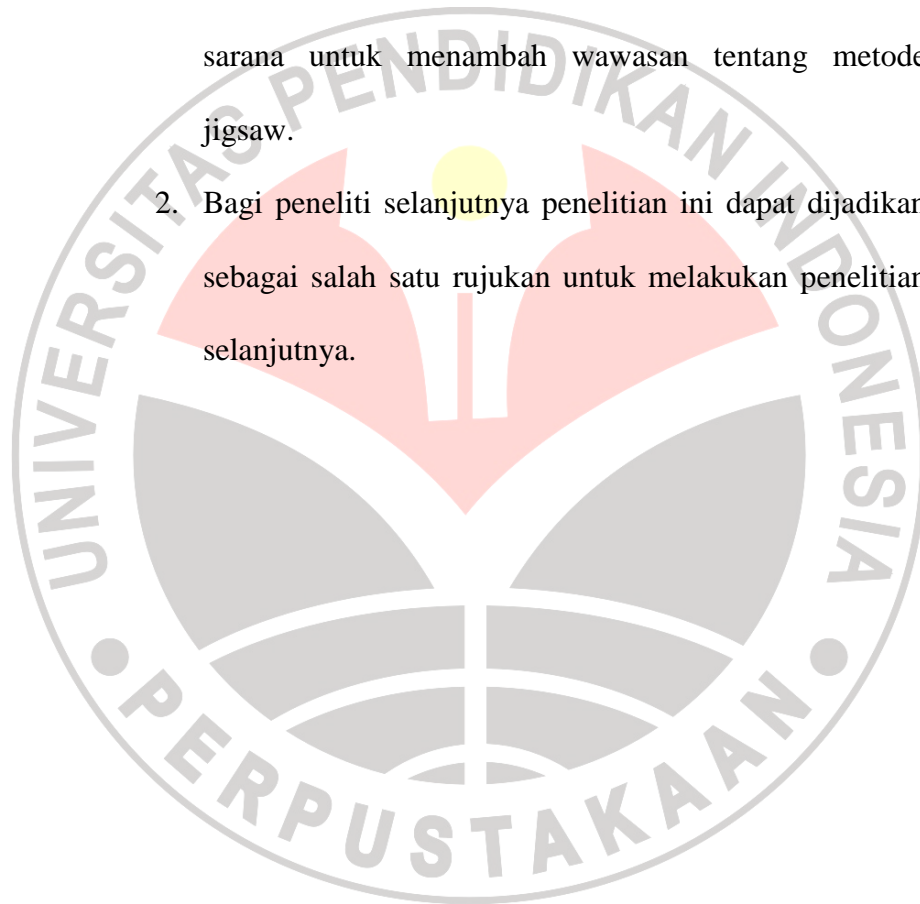 sarana untuk menambah wawasan tentang metode
jigsaw.
2. Bagi peneliti selanjutnya penelitian ini dapat dijadikan
sebagai salah satu rujukan untuk melakukan penelitian
selanjutnya.
UNIVERSITAS PENDIDIKAN INDONESIA
PERPUSTAKAAN